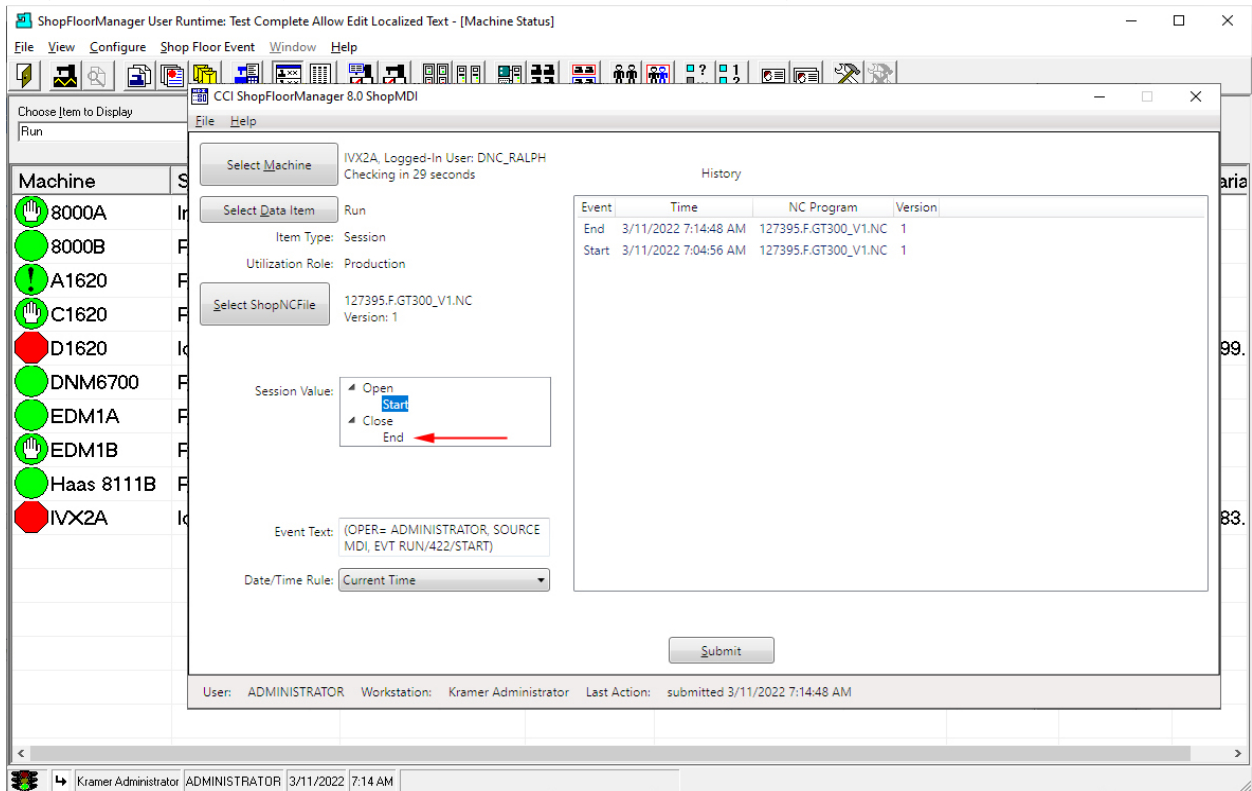 ShopFloorManager User Runtime: Test Complete Allow Edit Localized Text - [Machine Status]
File View Configure Shop Floor Event Window Help
Choose Item to Display
Run
CCI ShopFloorManager 8.0 ShopMDI
File Help
Select Machine
IVX2A, Logged-In User: DNC_RALPH
Checking in 29 seconds
Select Data Item Run
Item Type: Session
Utilization Role: Production
Select ShopNCFile
127395.F.GT300_V1.NC
Version: 1
Session Value:
Open
Start
Close
End
Event Text:
(OPER= ADMINISTRATOR, SOURCE
MDI, EVT RUN/422/START)
Date/Time Rule: Current Time
History
Event Time NC Program Version
End 3/11/2022 7:14:48 AM 127395.F.GT300_V1.NC 1
Start 3/11/2022 7:04:56 AM 127395.F.GT300_V1.NC 1
Submit
User: ADMINISTRATOR Workstation: Kramer Administrator Last Action: submitted 3/11/2022 7:14:48 AM
Machine
8000A
8000B
A1620
C1620
D1620 99.
DNM6700
EDM1A
EDM1B
Haas 8111B
IVX2A 83.
Kramer Administrator ADMINISTRATOR 3/11/2022 7:14 AM